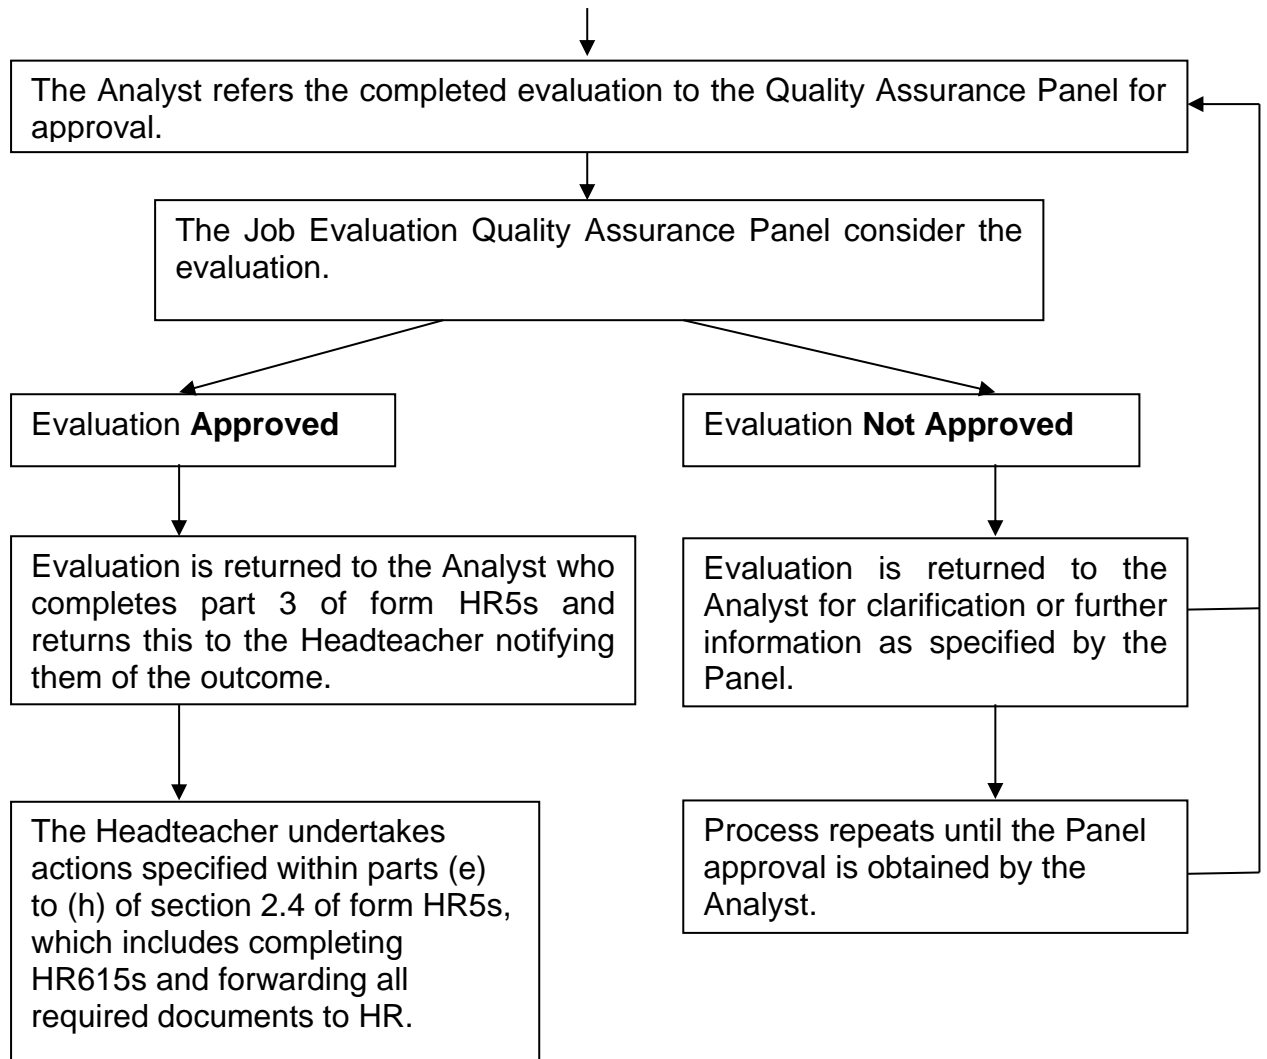 The Analyst refers the completed evaluation to the Quality Assurance Panel for
approval.
The Job Evaluation Quality Assurance Panel consider the
evaluation.
Evaluation Approved
Evaluation Not Approved
Evaluation is returned to the Analyst who
completes part 3 of form HR5s and
returns this to the Headteacher notifying
them of the outcome.
Evaluation is returned to the
Analyst for clarification or further
information as specified by the
Panel.
The Headteacher undertakes
actions specified within parts (e)
to (h) of section 2.4 of form HR5s,
which includes completing
HR615s and forwarding all
required documents to HR.
Process repeats until the Panel
approval is obtained by the
Analyst.